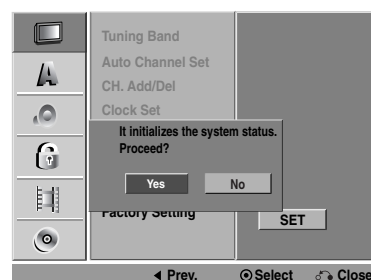 Tuning Band
Auto Channel Set
CH. Add/Del
Clock Set
It initializes the system status.
Proceed?
Yes No
Factory Setting
SET
Prev. Select Close